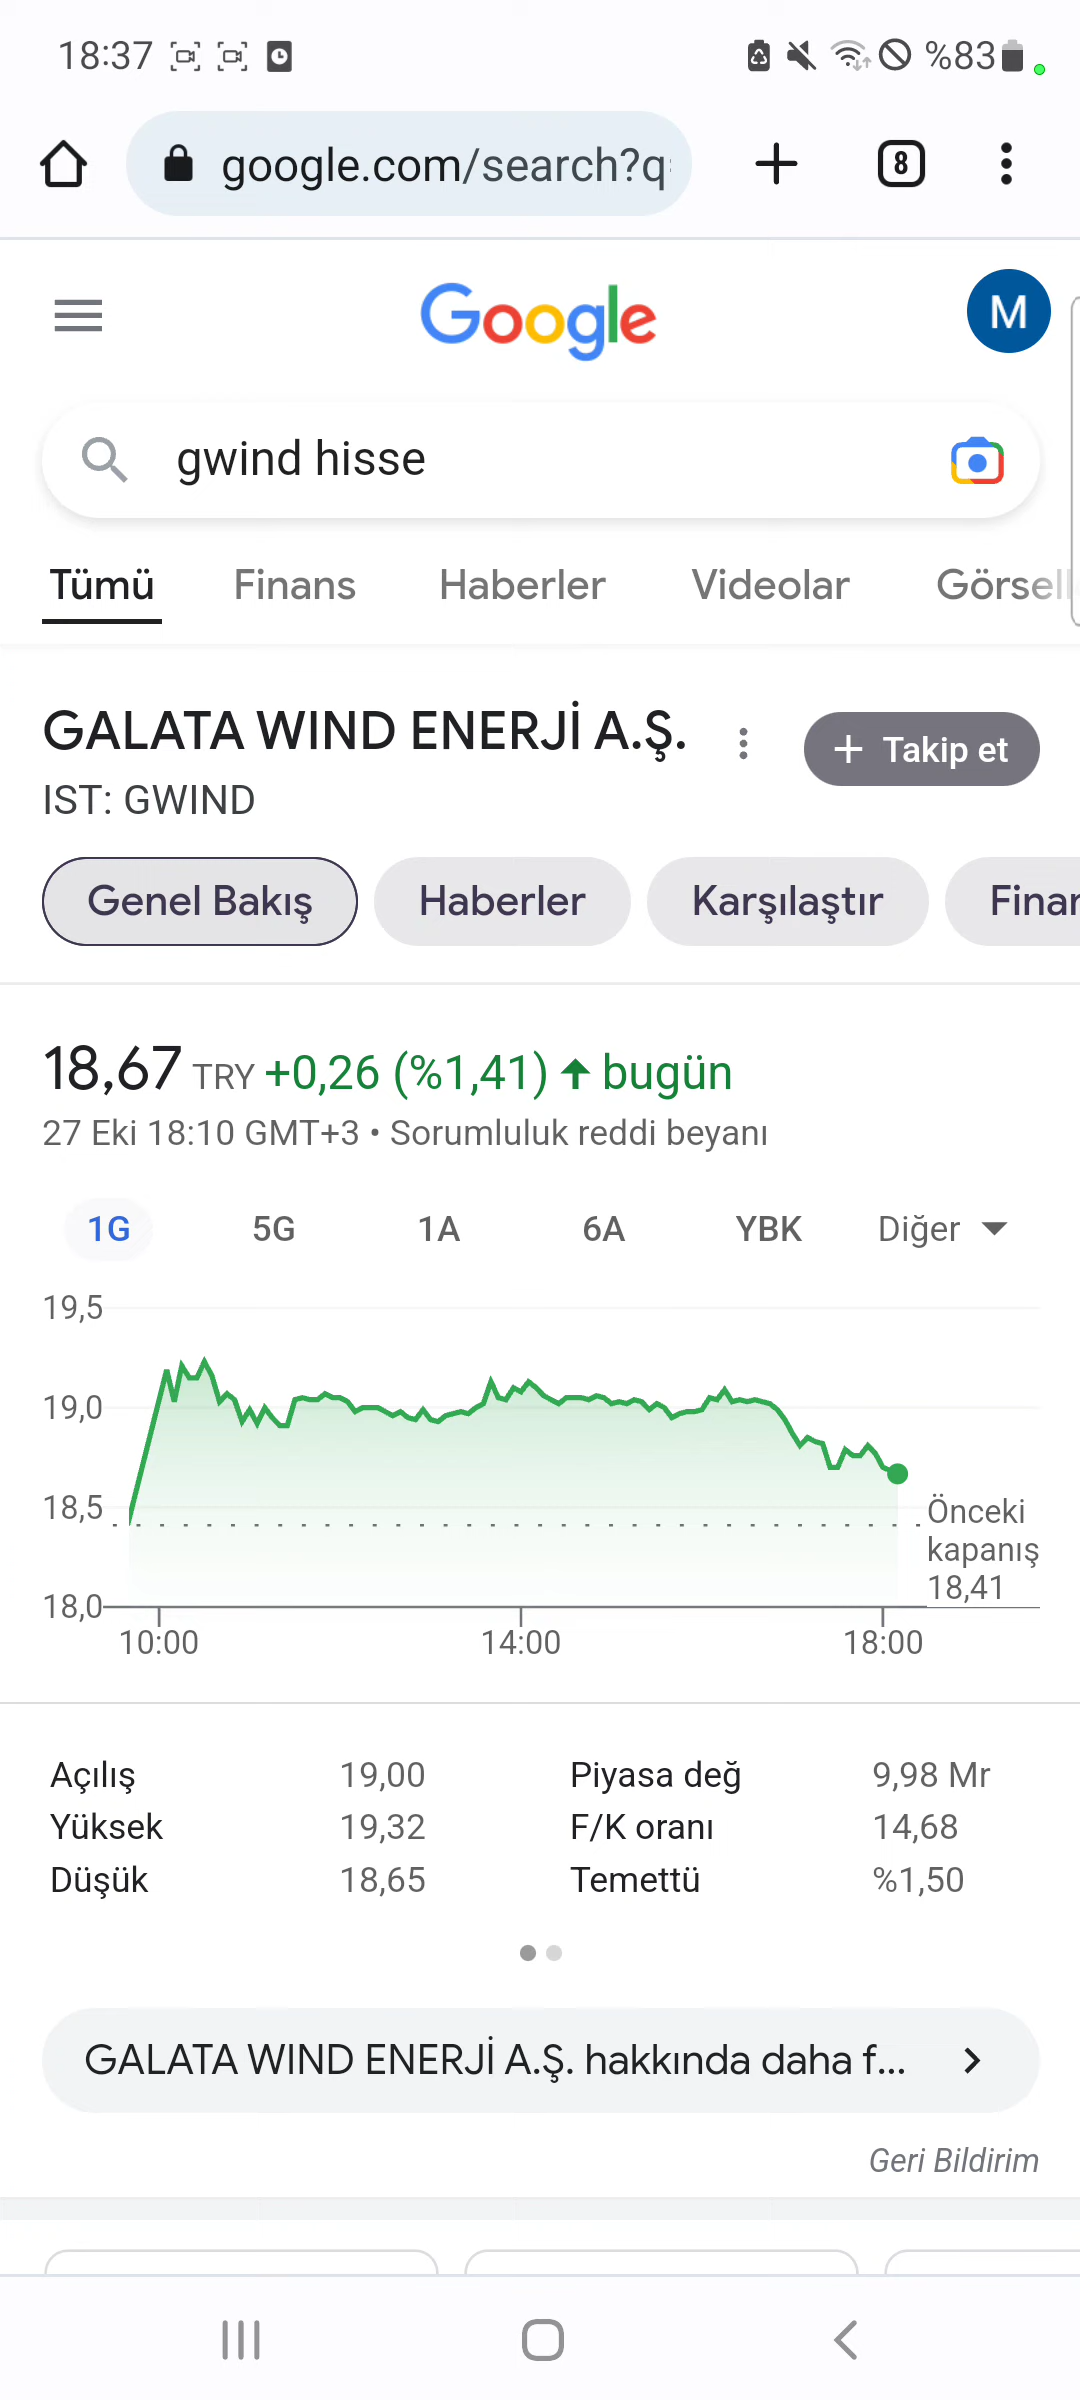 18:37 %83
google.com/search?q
8
Google
M
gwind hisse
Tümü Finans Haberler Videolar Görsell
GALATA WIND ENERJİ A.Ş.
+ Takip et
IST: GWIND
Genel Bakış Haberler Karşılaştır Finan
18,67 TRY +0,26 (%1,41) ↑ bugün
27 Eki 18:10 GMT+3 • Sorumluluk reddi beyanı
1G 5G 1A 6A YBK Diğer
19,5
19,0
18,5
18,0
Önceki
kapanış
18,41
10:00 14:00 18:00
Açılış 19,00 Piyasa değ 9,98 Mr
Yüksek 19,32 F/K oranı 14,68
Düşük 18,65 Temettü %1,50
GALATA WIND ENERJİ A.Ş. hakkında daha f...
Geri Bildirim